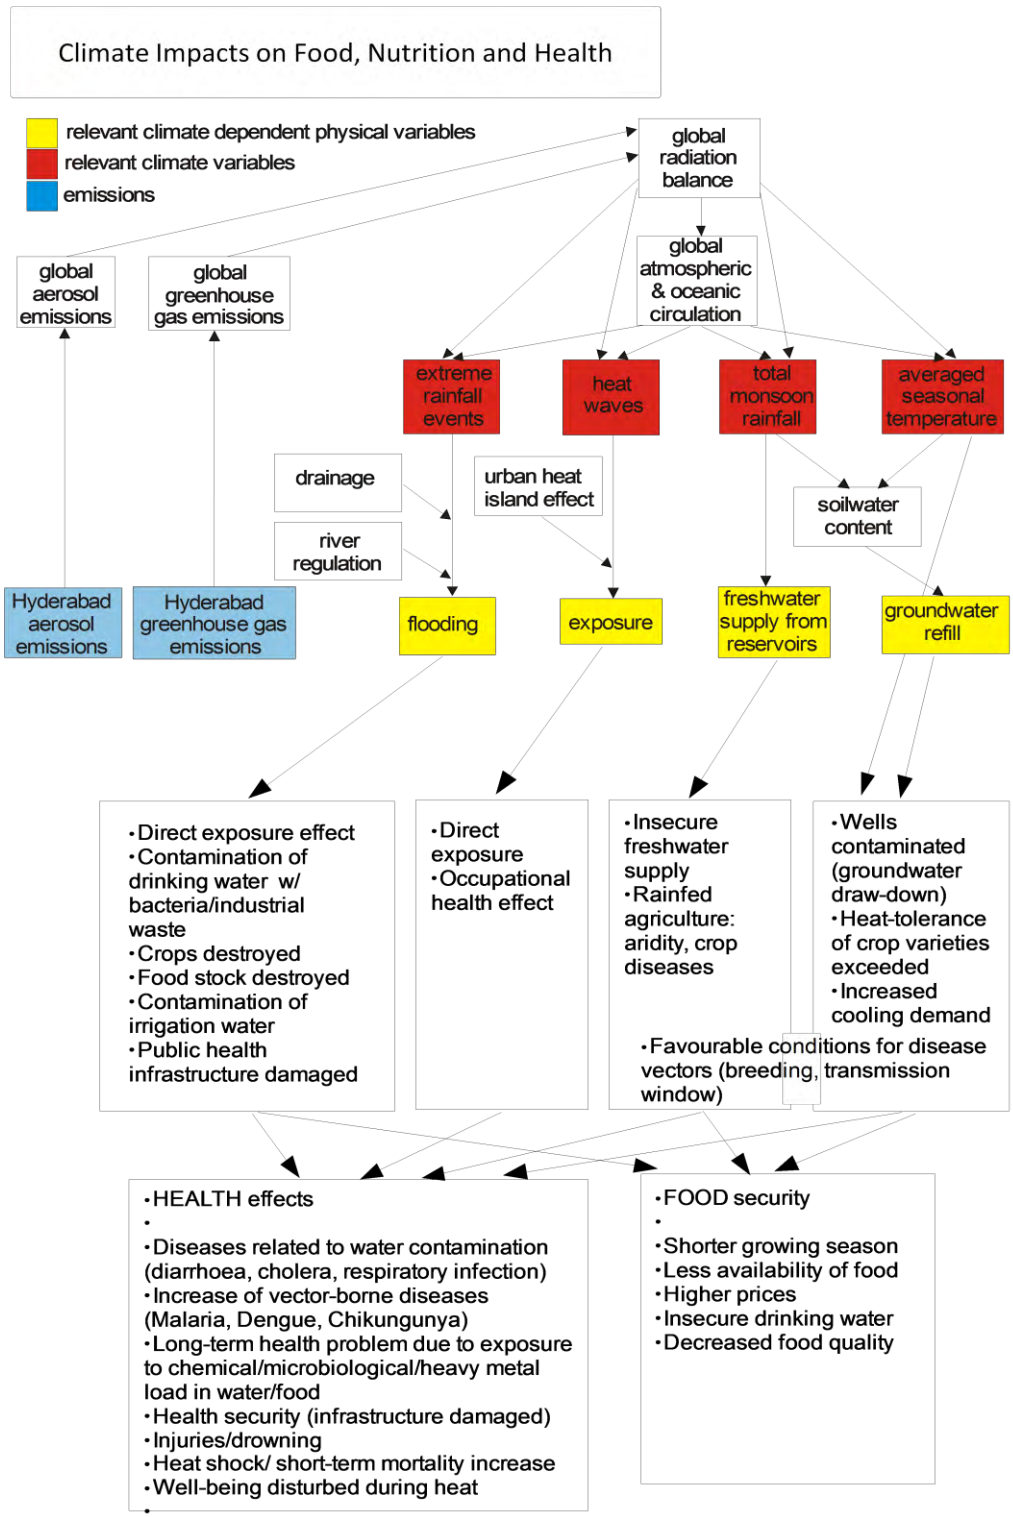 Climate Impacts on Food, Nutrition and Health
relevant climate dependent physical variables
relevant climate variables
emissions
global
radiation
balance
global
atmospheric
& oceanic
circulation
global
aerosol
emissions
global
greenhouse
gas emissions
extreme
rainfall
events
heat
waves
total
monsoon
rainfall
averaged
seasonal
temperature
drainage
urban heat
island effect
soilwater
content
river
regulation
Hyderabad
aerosol
emissions
Hyderabad
greenhouse gas
emissions
flooding
exposure
freshwater
supply from
reservoirs
groundwater
refill
•Direct exposure effect
•Contamination of
drinking water w/
bacteria/industrial
waste
•Crops destroyed
•Food stock destroyed
•Contamination of
irrigation water
•Public health
infrastructure damaged
•Direct
exposure
•Occupational
health effect
•Insecure
freshwater
supply
•Rainfed
agriculture:
aridity, crop
diseases
•Wells
contaminated
(groundwater
draw-down)
•Heat-tolerance
of crop varieties
exceeded
•Increased
cooling demand
•Favourable conditions for disease
vectors (breeding, transmission
window)
•HEALTH effects
•
•Diseases related to water contamination
(diarrhoea, cholera, respiratory infection)
•Increase of vector-borne diseases
(Malaria, Dengue, Chikungunya)
•Long-term health problem due to exposure
to chemical/microbiological/heavy metal
load in water/food
•Health security (infrastructure damaged)
•Injuries/drowning
•Heat shock/ short-term mortality increase
•Well-being disturbed during heat
•
•FOOD security
•
•Shorter growing season
•Less availability of food
•Higher prices
•Insecure drinking water
•Decreased food quality